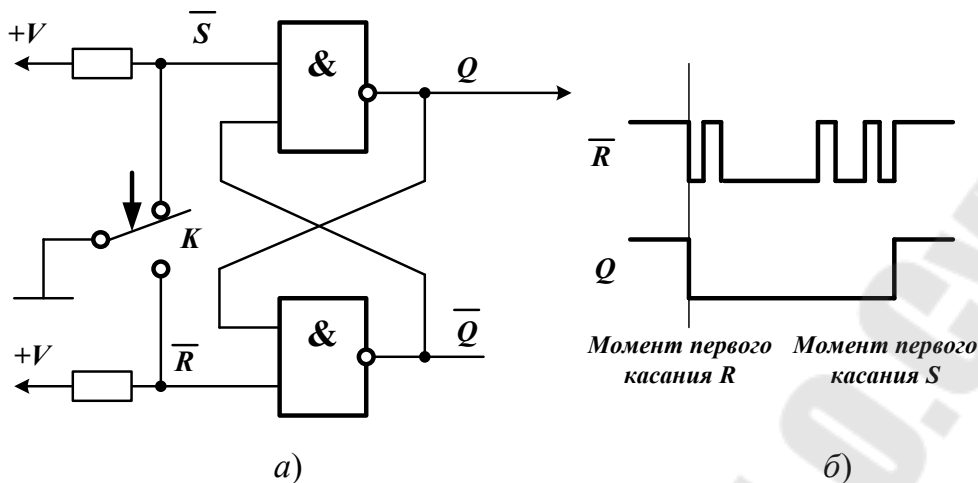 +V
S
&
Q
K
+V
R
&
Q
а)
R
Q
Момент первого
касания R
Момент первого
касания S
б)